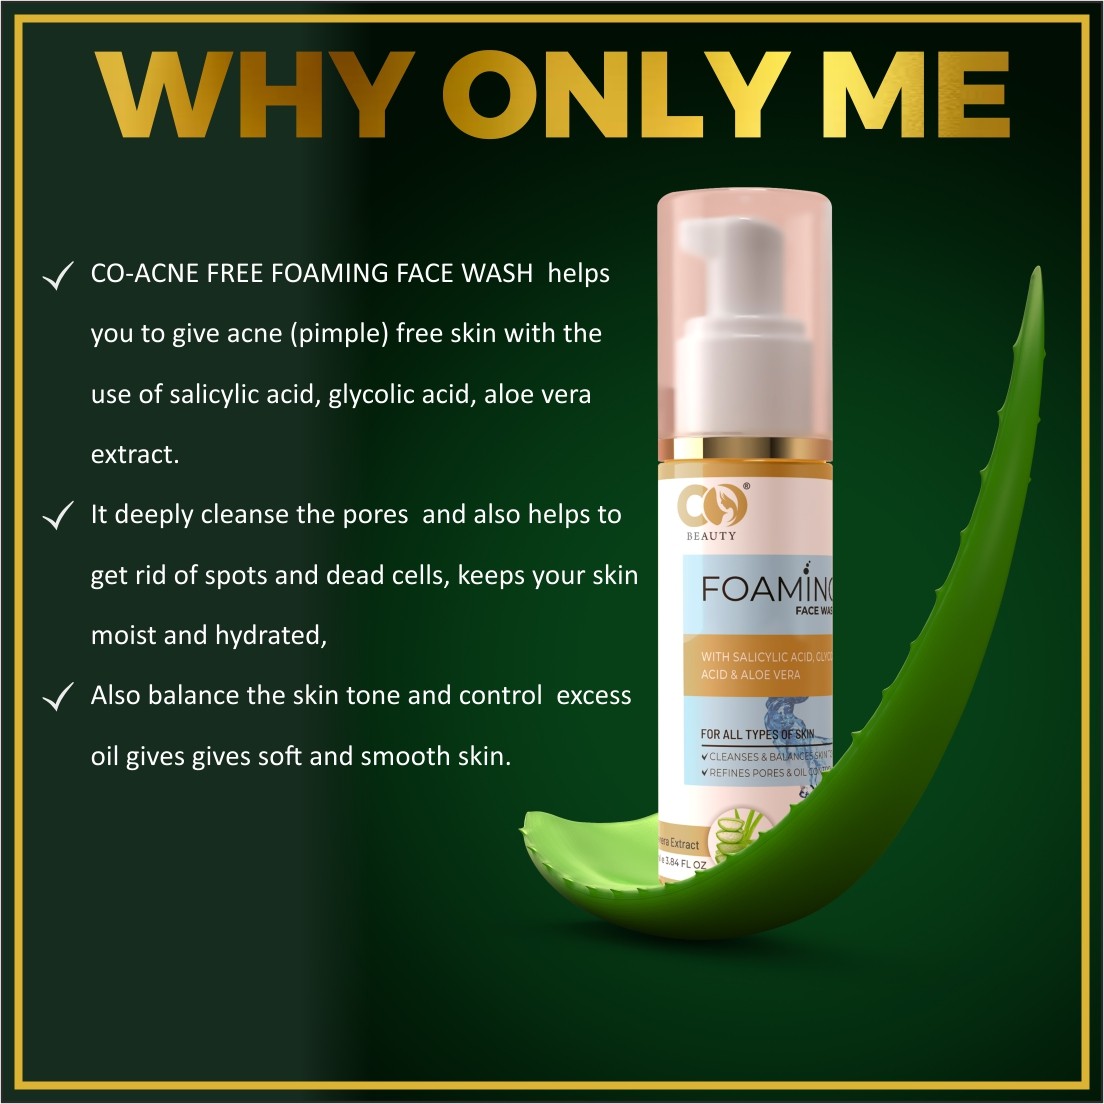 WHY ONLY ME
CO-ACNE FREE FOAMING FACE WASH helps
you to give acne (pimple) free skin with the
use of salicylic acid, glycolic acid, aloe vera
extract.
It deeply cleanse the pores and also helps to
get rid of spots and dead cells, keeps your skin
moist and hydrated,
Also balance the skin tone and control excess
oil gives gives soft and smooth skin.
CO®
BEAUTY
FOAMING
FACE WAS
WITH SALICYLIC ACID, GLYCO
ACID & ALOE VERA
FOR ALL TYPES OF SKIN
CLEANSES & BALANCES SKIN
REFINES PORES & OIL CO
era Extract
e 3.84 FL OZ